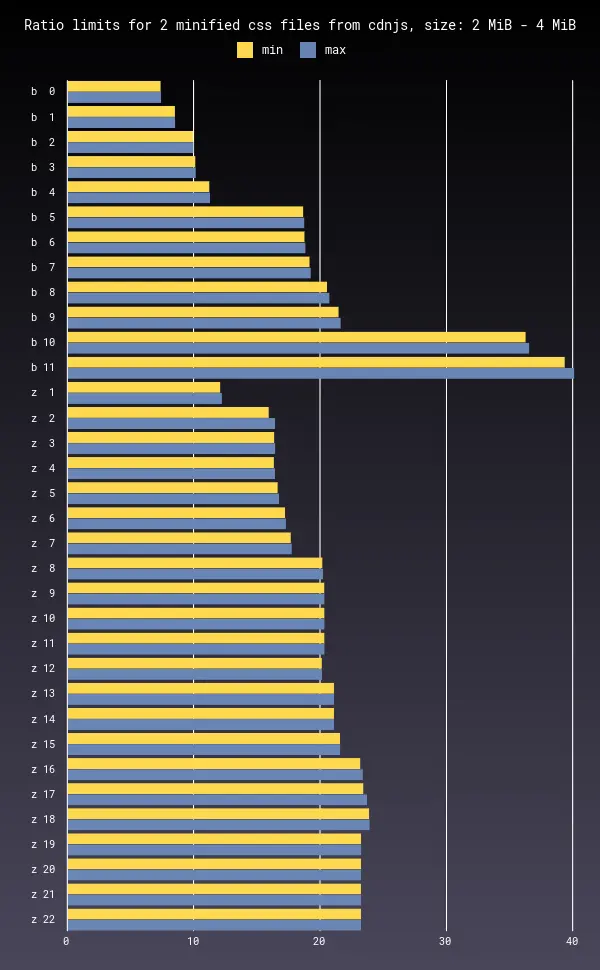 Ratio limits for 2 minified css files from cdnjs, size: 2 MiB - 4 MiB
min max
b 0
b 1
b 2
b 3
b 4
b 5
b 6
b 7
b 8
b 9
b 10
b 11
z 1
z 2
z 3
z 4
z 5
z 6
z 7
z 8
z 9
z 10
z 11
z 12
z 13
z 14
z 15
z 16
z 17
z 18
z 19
z 20
z 21
z 22
0 10 20 30 40